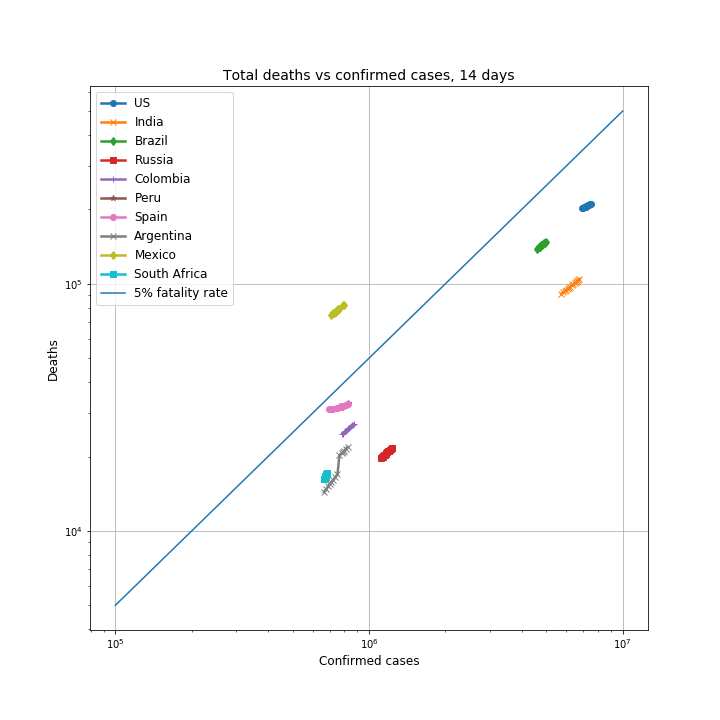 Total deaths vs confirmed cases, 14 days
US
India
Brazil
Russia
Colombia
Peru
Spain
Argentina
Mexico
South Africa
5% fatality rate
10⁵
10⁴
Deaths
10⁵
10⁶
10⁷
Confirmed cases